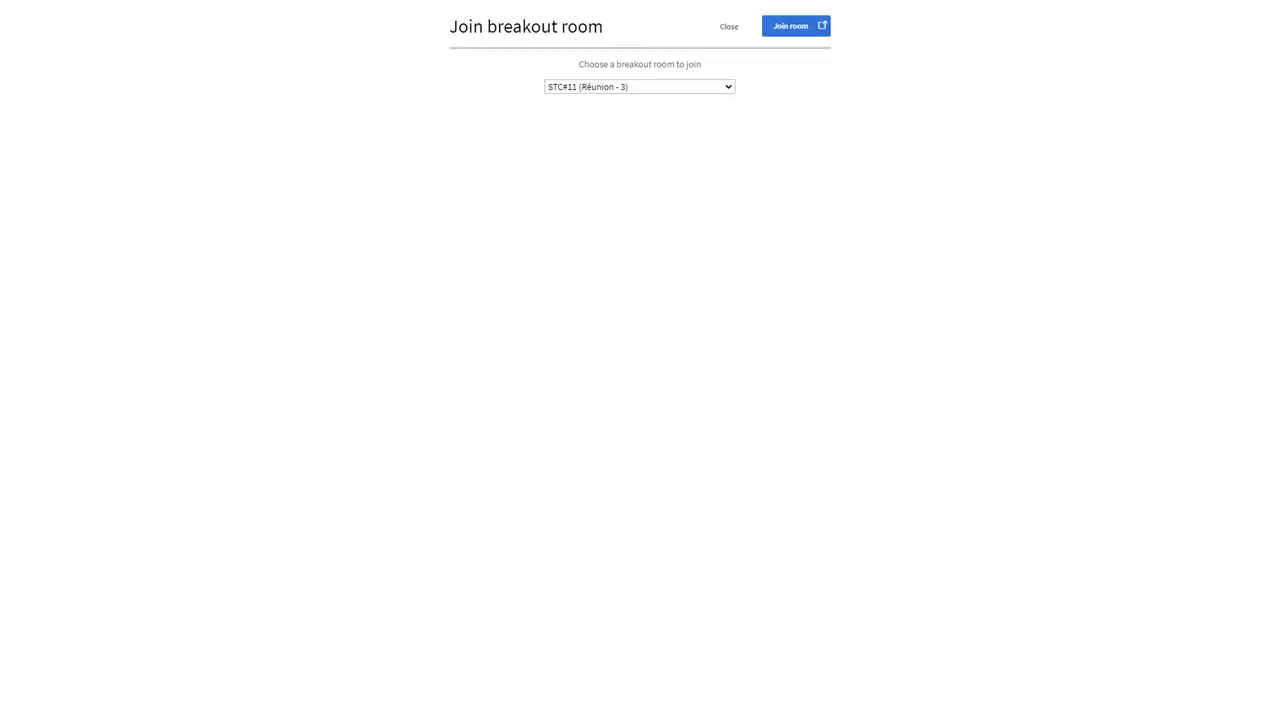 Join breakout room
Close
Join room
Choose a breakout room to join
STC#11 (Réunion - 3)